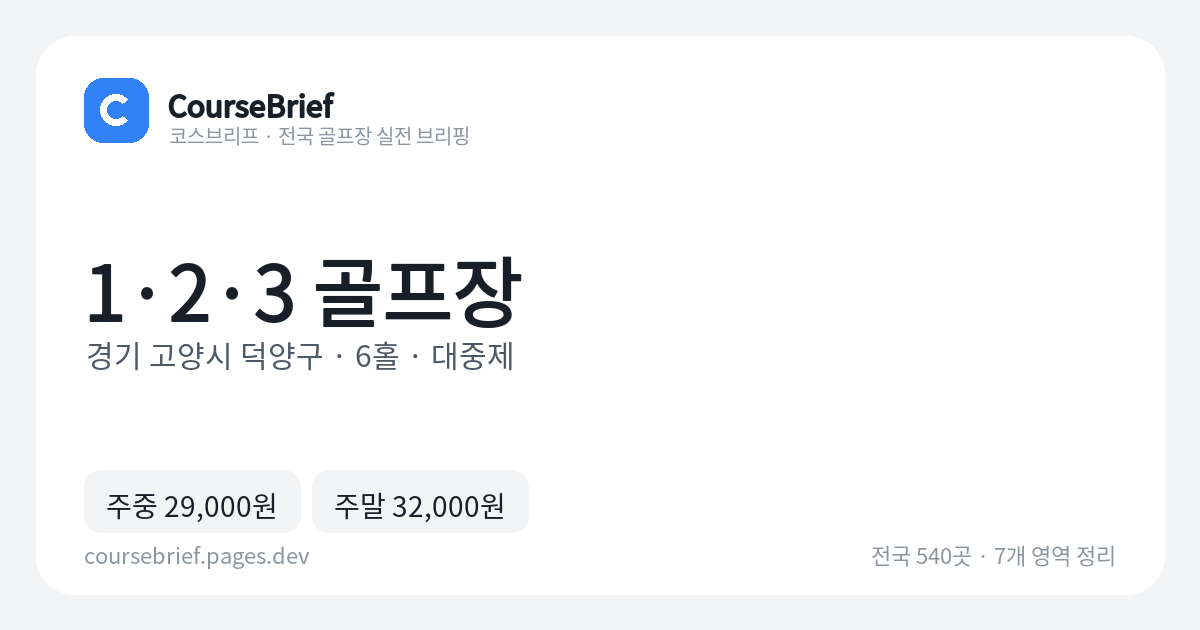 CourseBrief
코스브리프 · 전국 골프장 실전 브리핑
1·2·3 골프장
경기 고양시 덕양구 · 6홀 · 대중제
주중 29,000원 주말 32,000원
coursebrief.pages.dev
전국 540곳 · 7개 영역 정리